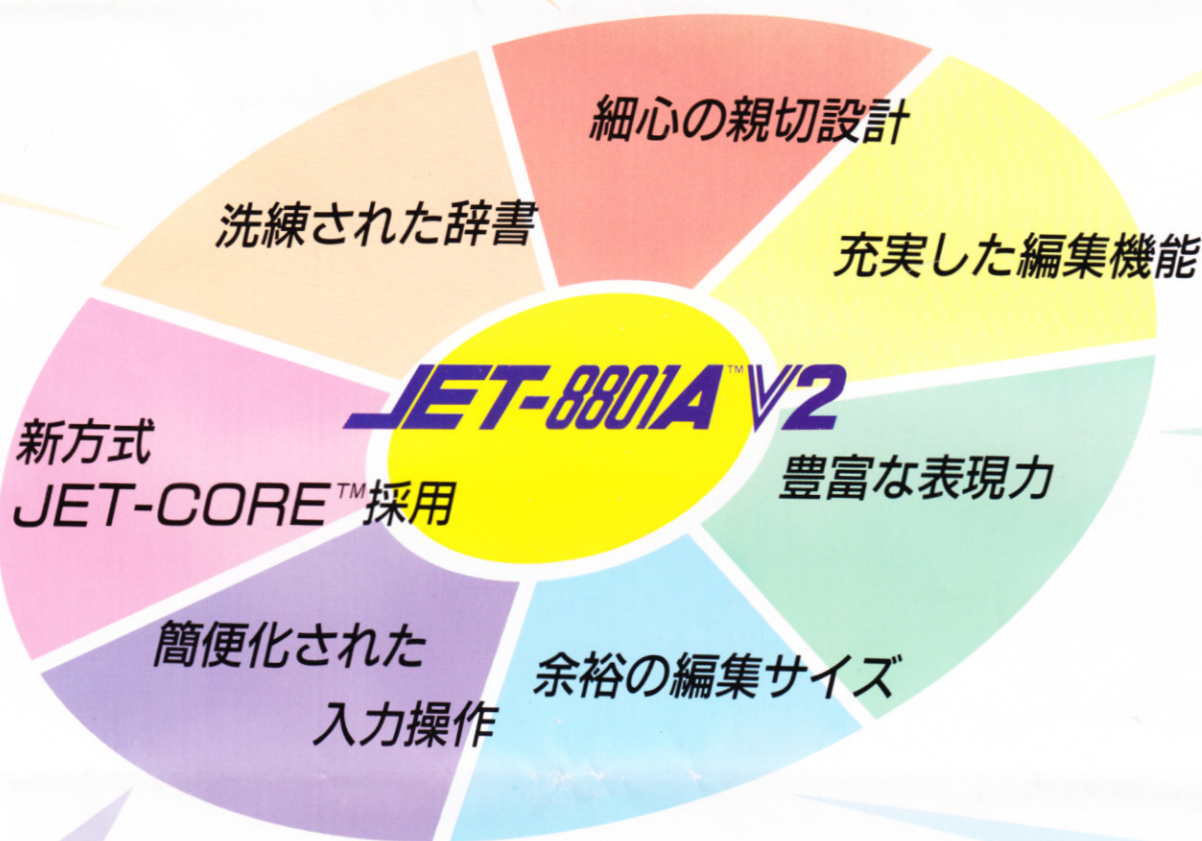 細心の親切設計
洗練された辞書
充実した編集機能
JET-8801A™ V2
新方式
JET-CORE™採用
豊富な表現力
簡便化された
入力操作
余裕の編集サイズ